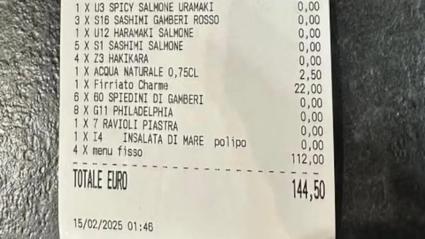 1 X U3 SPICY SALMONE URAMAKI 0,00
3 X S16 SASHIMI GAMBERI ROSSO 0,00
1 X U12 HARAMAKI SALMONE 0,00
5 X S1 SASHIMI SALMONE 0,00
4 X Z3 HAKIKARA 0,00
1 X ACQUA NATURALE 0,75CL 2,50
1 X Firriato Charme 22,00
6 X 60 SPIEDINI DI GAMBERI 0,00
8 X G11 PHILADELPHIA 0,00
1 X 7 RAVIOLI PIASTRA 0,00
1 X I4 INSALATA DI MARE polipo 0,00
4 X menu fisso 112,00
TOTALE EURO 144,50
15/02/2025 01:46